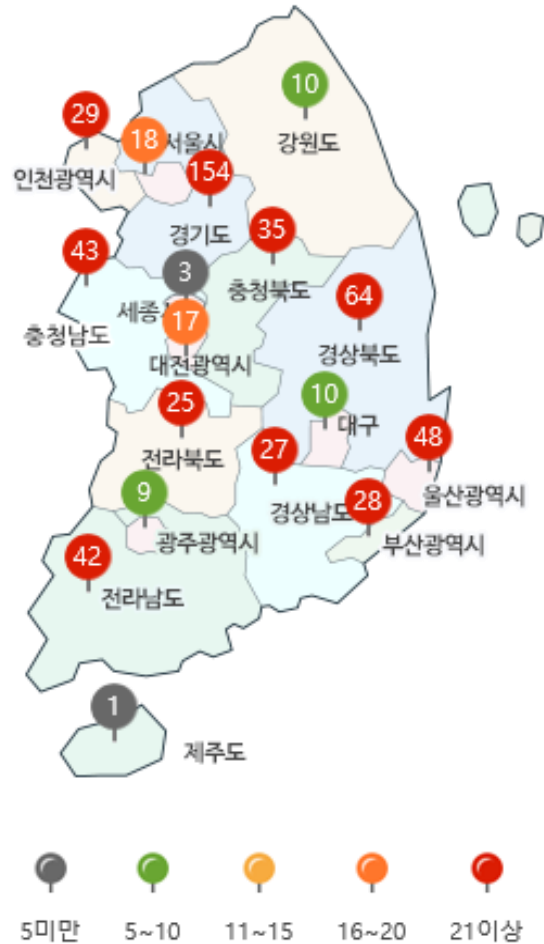 10
29
18
서울시
강원도
154
인천광역시
경기도
35
43
3
충청북도
세종
64
17
충청남도
경상북도
대전광역시
25
10
대구
48
전라북도
27
9
28
울산광역시
경상남도
광주광역시
부산광역시
42
전라남도
1
제주도
5미만
5~10
11~15
16~20
21이상